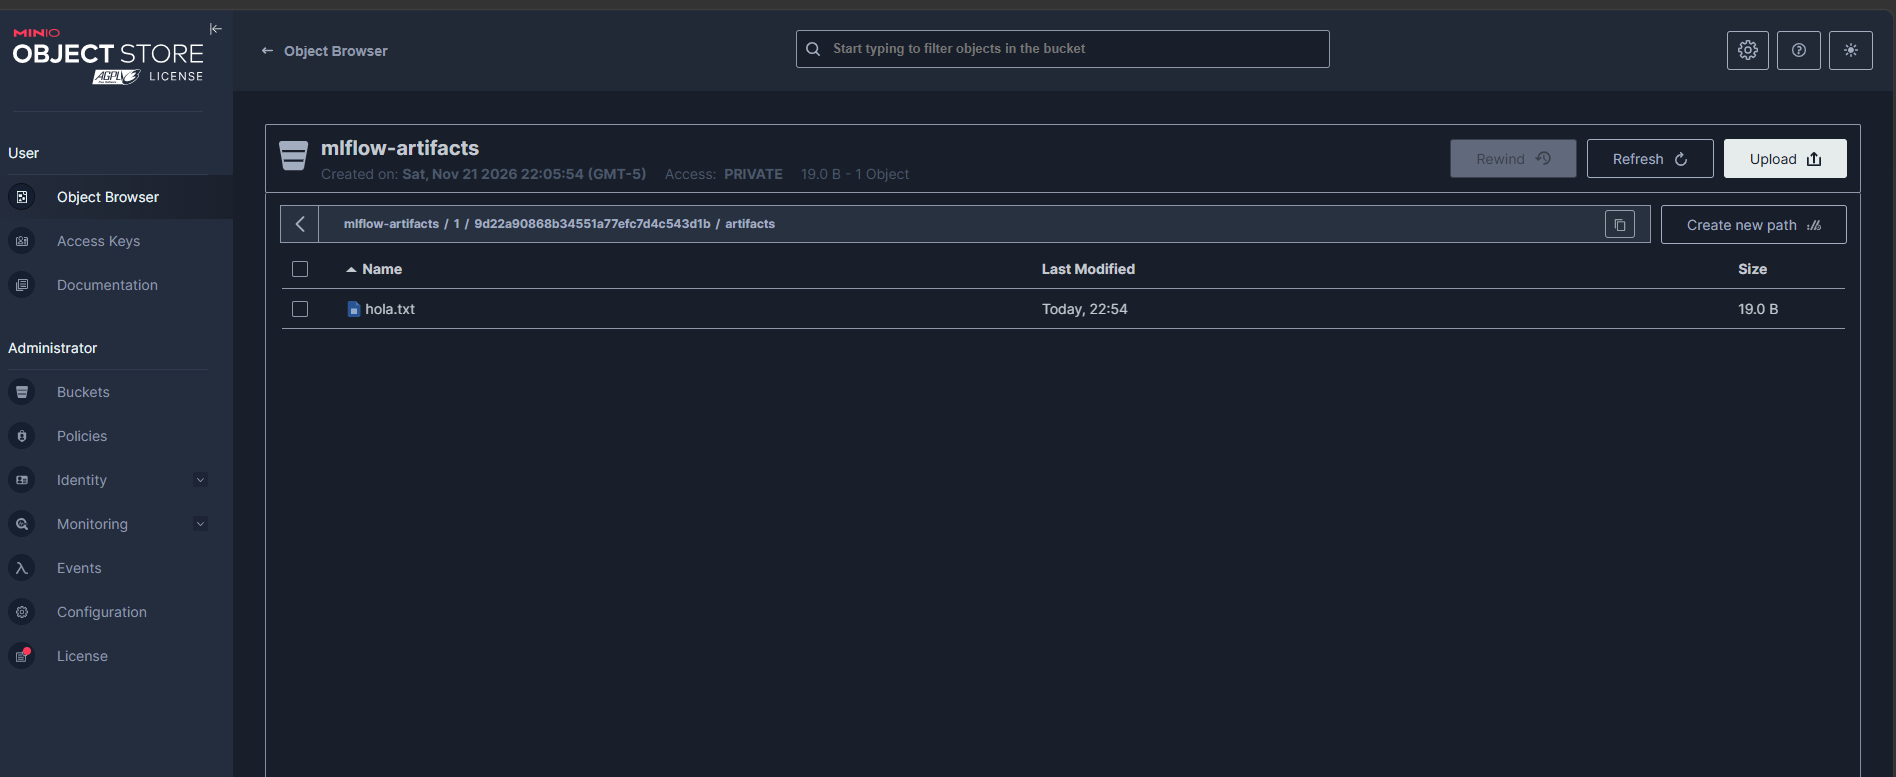 MINIO
OBJECT STORE
AGPL LICENSE
Object Browser
Start typing to filter objects in the bucket
User
Object Browser
Access Keys
Documentation
Administrator
Buckets
Policies
Identity
Monitoring
Events
Configuration
License
mlflow-artifacts
Created on: Sat, Nov 21 2026 22:05:54 (GMT-5) Access: PRIVATE 19.0 B - 1 Object
Rewind
Refresh
Upload
mlflow-artifacts / 1 / 9d22a90868b34551a77efc7d4c543d1b / artifacts
Create new path
Name Last Modified Size
hola.txt Today, 22:54 19.0 B